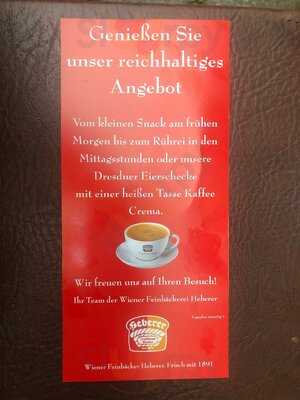 Genießen Sie
unser reichhaltiges
Angebot
Vom kleinen Snack am frühen
Morgen bis zum Rührei in den
Mittagsstunden oder unsere
Dresdner Eierschecke
mit einer heißen Tasse Kaffee
Crema.
Wir freuen uns auf Ihren Besuch!
Ihr Team der Wiener Feinbäckerei Heberer
Heberer
Wiener Feinbäcker Heberer. Frisch seit 1891